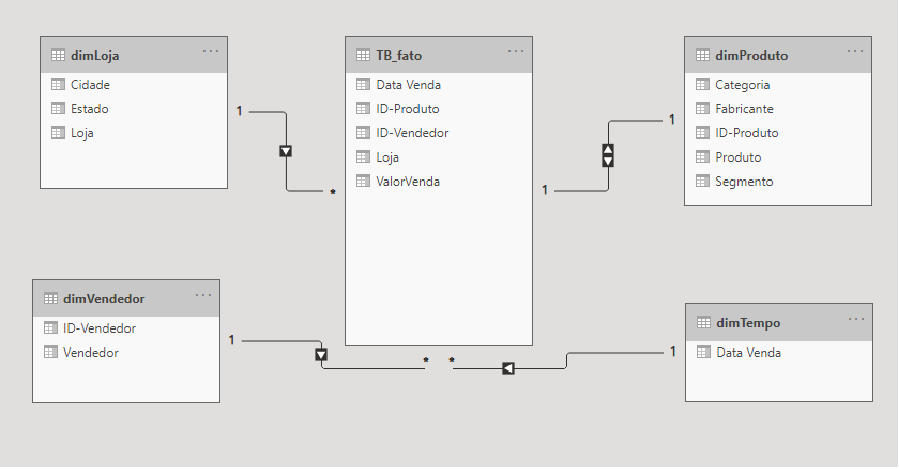 dimLoja
Cidade
Estado
Loja
1
*
TB_fato
Data Venda
ID-Produto
ID-Vendedor
Loja
ValorVenda
1
1
dimProduto
Categoria
Fabricante
ID-Produto
Produto
Segmento
dimVendedor
ID-Vendedor
Vendedor
1
*
*
1
dimTempo
Data Venda